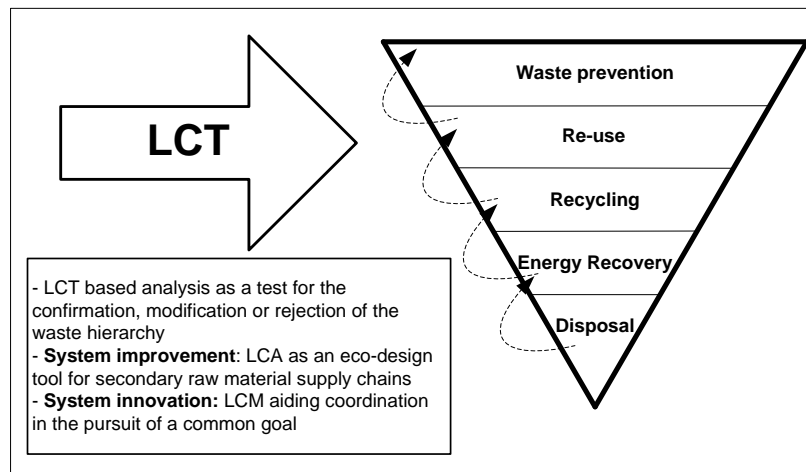 LCT
Waste prevention
Re-use
Recycling
Energy Recovery
Disposal
- LCT based analysis as a test for the
confirmation, modification or rejection of the
waste hierarchy
- System improvement: LCA as an eco-design
tool for secondary raw material supply chains
- System innovation: LCM aiding coordination
in the pursuit of a common goal